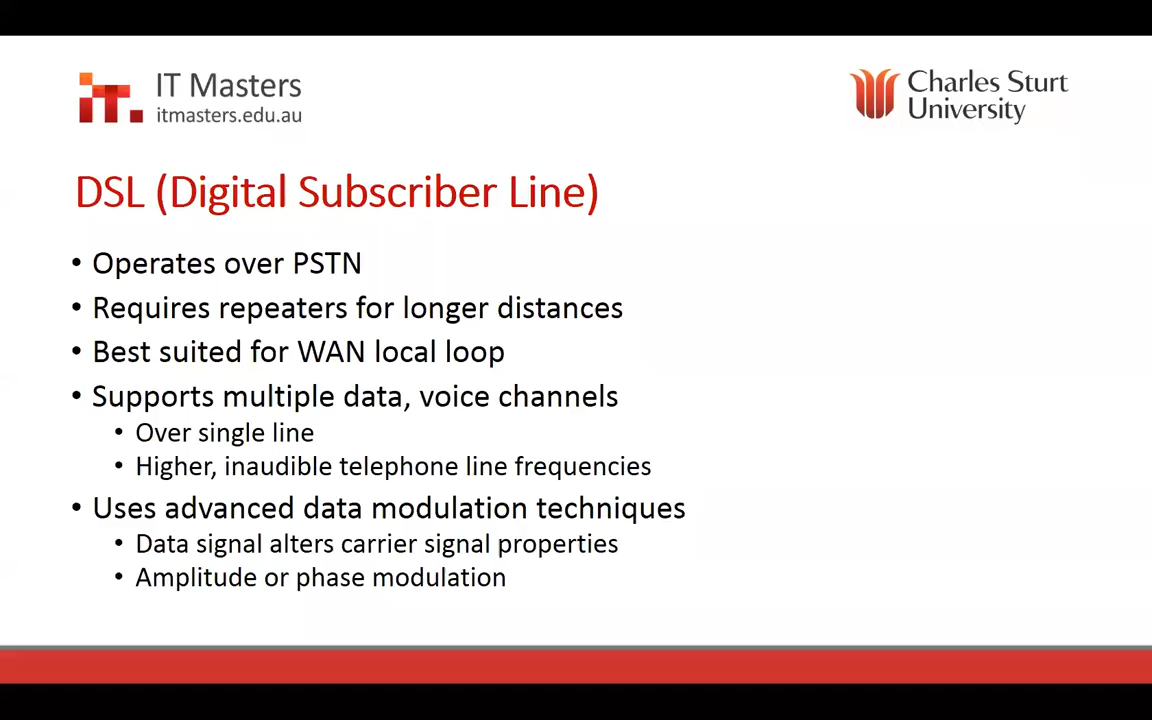 IT Masters
itmasters.edu.au
Charles Sturt
University
DSL (Digital Subscriber Line)
• Operates over PSTN
• Requires repeaters for longer distances
• Best suited for WAN local loop
• Supports multiple data, voice channels
• Over single line
• Higher, inaudible telephone line frequencies
• Uses advanced data modulation techniques
• Data signal alters carrier signal properties
• Amplitude or phase modulation